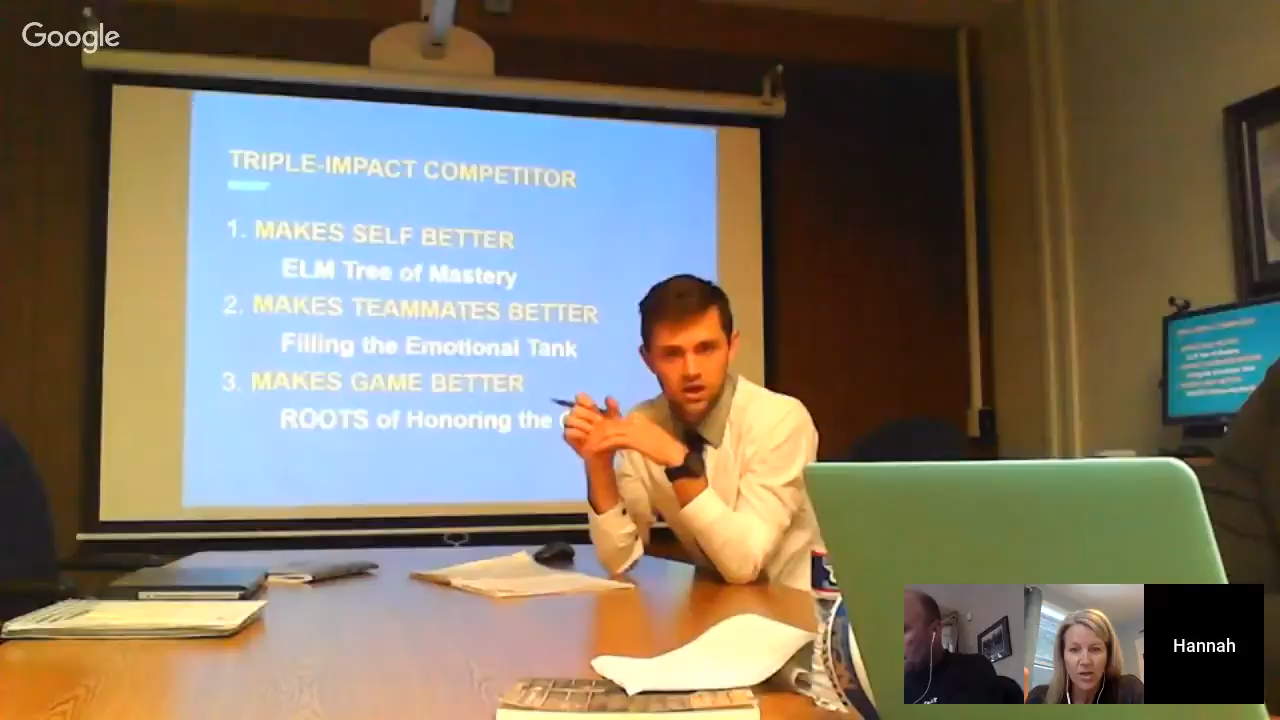 Google
TRIPLE-IMPACT COMPETITOR
1. MAKES SELF BETTER
ELM Tree of Mastery
2. MAKES TEAMMATES BETTER
Filling the Emotional Tank
3. MAKES GAME BETTER
ROOTS of Honoring the
Hannah